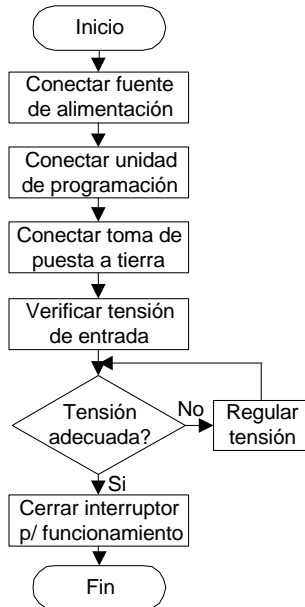 Inicio
Conectar fuente
de alimentación
Conectar unidad
de programación
Conectar toma de
puesta a tierra
Verificar tensión
de entrada
Tensión
adecuada?
No
Regular
tensión
Si
Cerrar interruptor
p/ funcionamiento
Fin